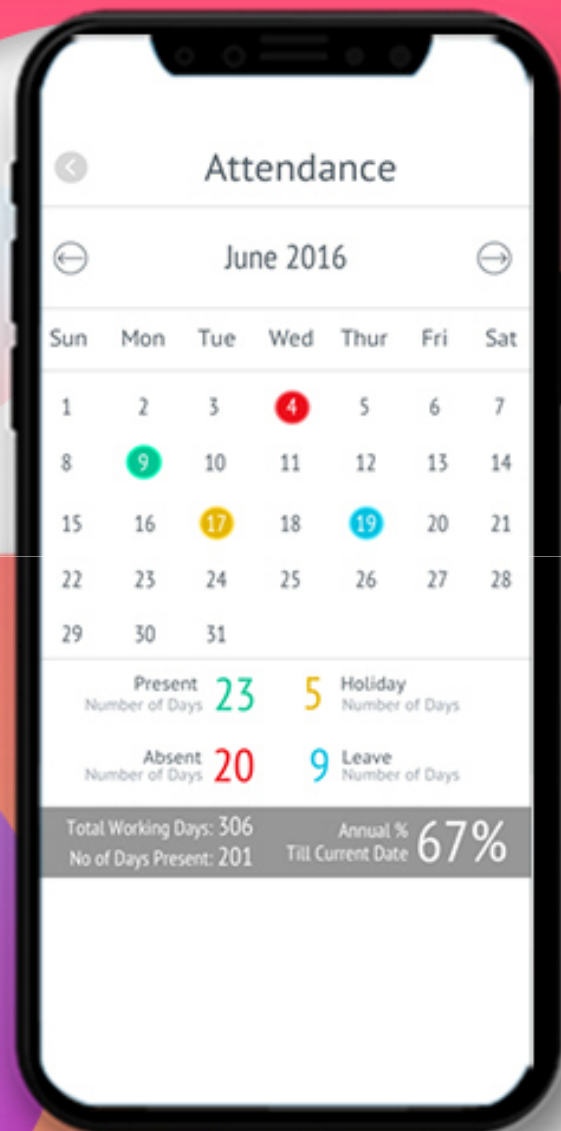 Attendance
June 2016
Sun Mon Tue Wed Thur Fri Sat
1 2 3 4 5 6 7
8 9 10 11 12 13 14
15 16 17 18 19 20 21
22 23 24 25 26 27 28
29 30 31
Present 23 5 Holiday
Number of Days Number of Days
Absent 20 9 Leave
Number of Days Number of Days
Total Working Days: 306 Annual % 67%
No of Days Present: 201 Till Current Date